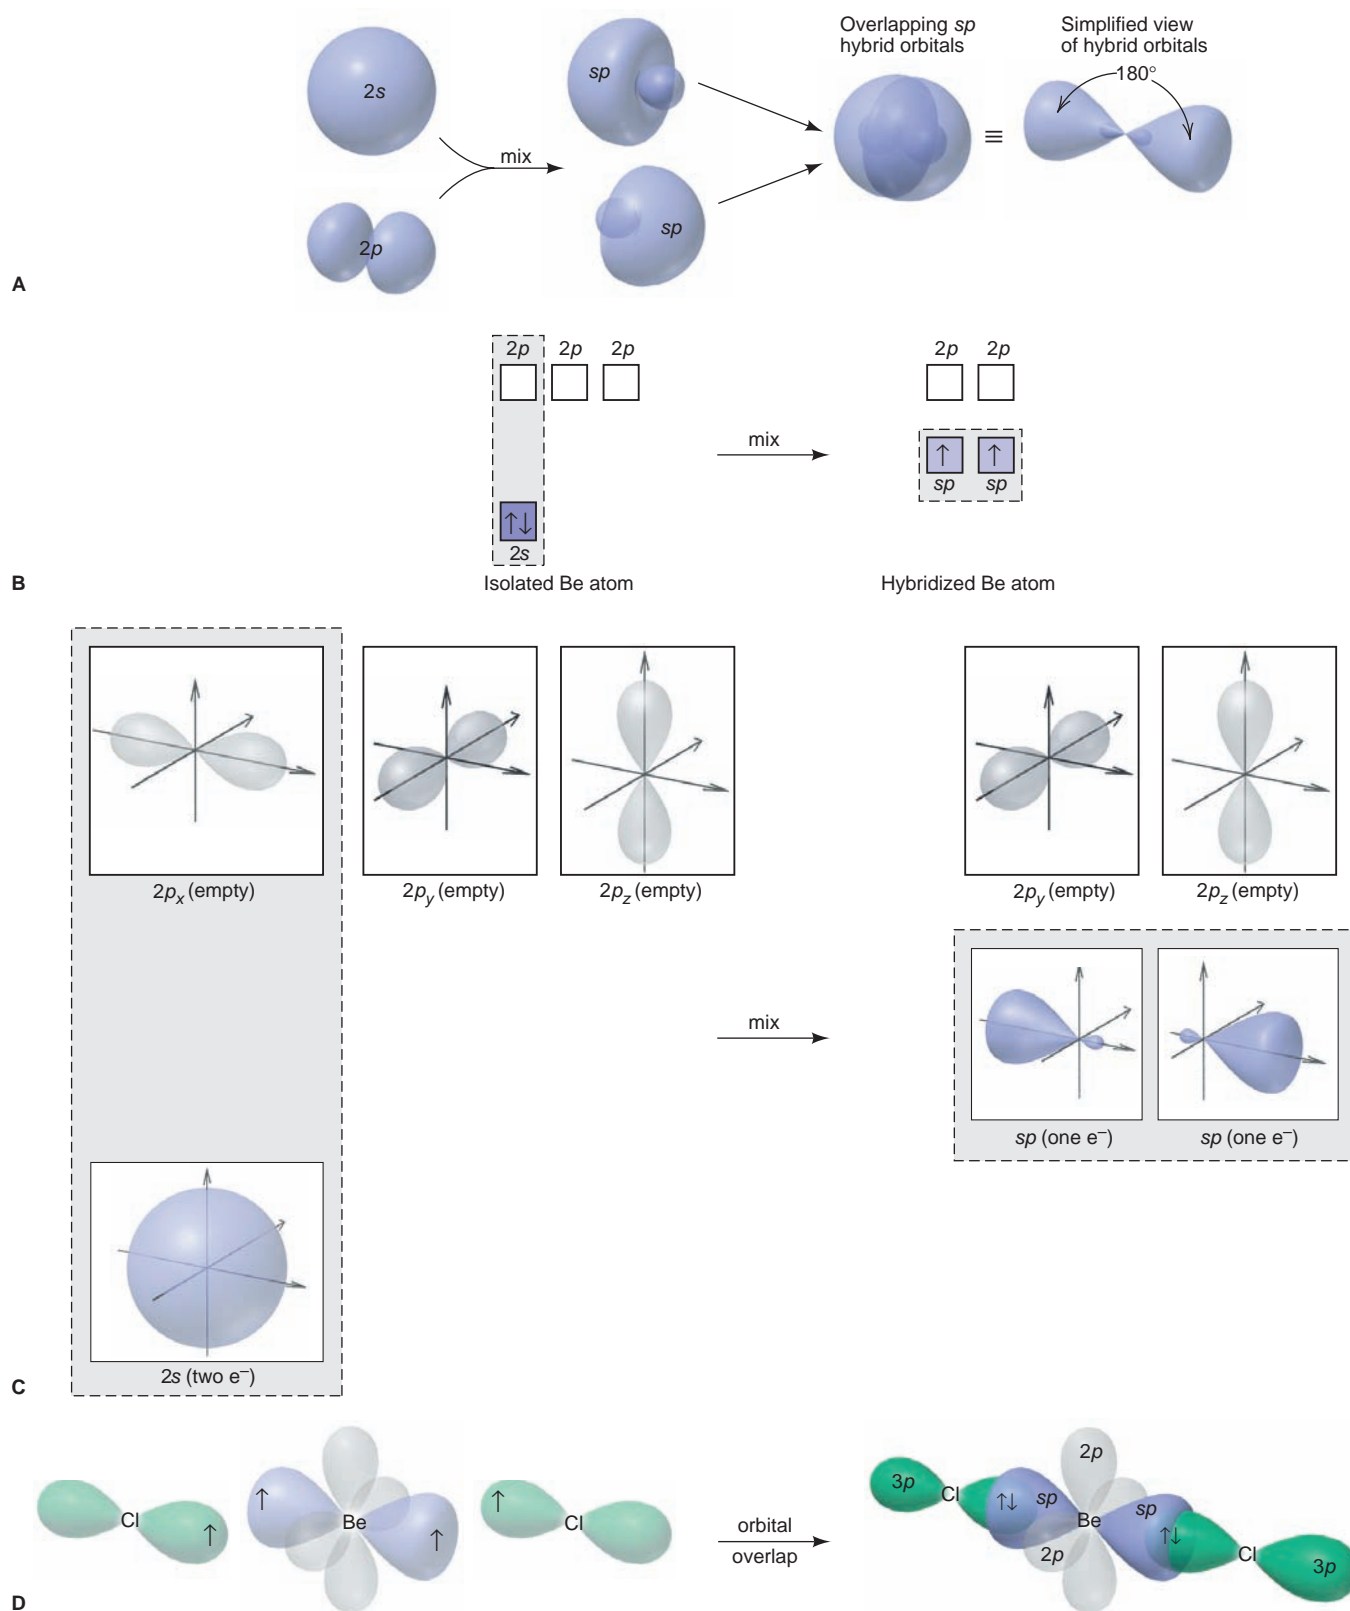 2s
2p
mix
sp
sp
Overlapping sp
hybrid orbitals
≡
Simplified view
of hybrid orbitals
180°
A
2p 2p 2p
↑↓
2s
Isolated Be atom
mix
2p 2p
↑ ↑
sp sp
Hybridized Be atom
B
2px (empty)
2py (empty)
2pz (empty)
2s (two e–)
mix
2py (empty)
2pz (empty)
sp (one e–)
sp (one e–)
C
Cl ↑
↑ Be ↑
↑ Cl
orbital
overlap
3p
Cl
↑↓
sp
2p
Be
2p
sp
↑↓
Cl
3p
D